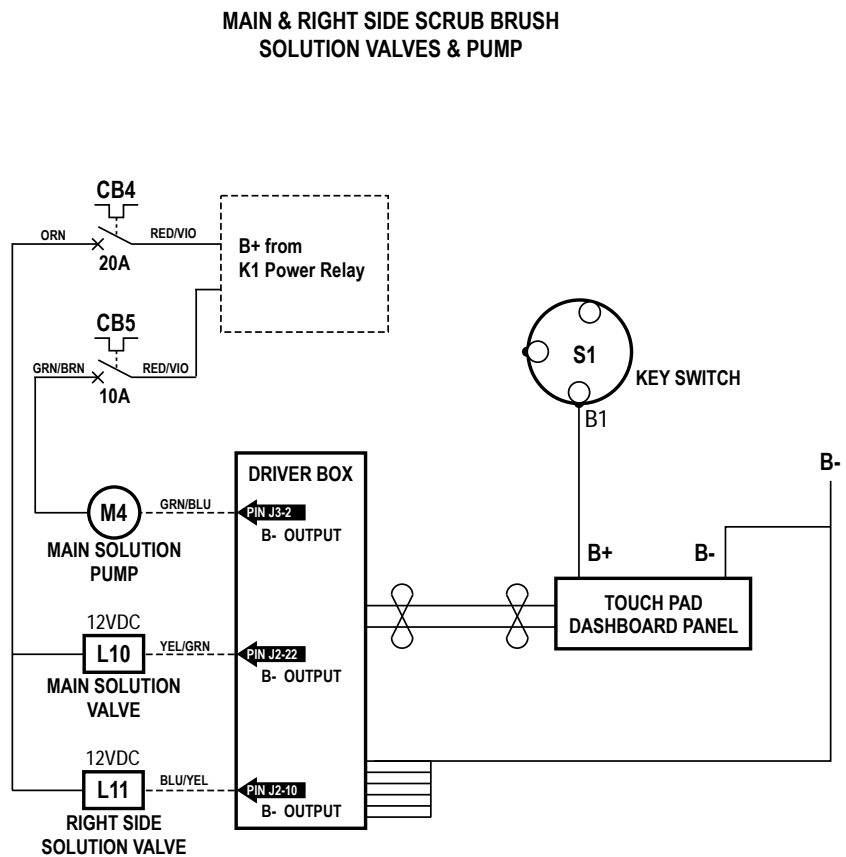 MAIN & RIGHT SIDE SCRUB BRUSH
SOLUTION VALVES & PUMP
CB4
ORN
RED/VIO
20A
B+ from
K1 Power Relay
CB5
GRN/BRN
RED/VIO
10A
S1
KEY SWITCH
B1
B-
DRIVER BOX
M4
GRN/BLU
PIN J3-2
B- OUTPUT
MAIN SOLUTION
PUMP
B+
B-
TOUCH PAD
DASHBOARD PANEL
12VDC
L10
YEL/GRN
PIN J2-22
B- OUTPUT
MAIN SOLUTION
VALVE
12VDC
L11
BLU/YEL
PIN J2-10
B- OUTPUT
RIGHT SIDE
SOLUTION VALVE